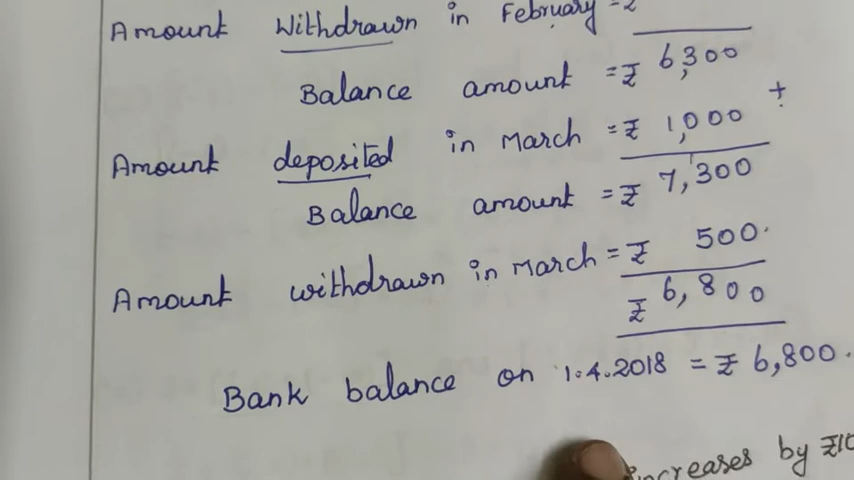 Amount Withdrawn in February =
Balance amount = ₹ 6,300
+
Amount deposited in March = ₹ 1,000
Balance amount = ₹ 7,300
Amount withdrawn in March = ₹ 500.
₹ 6,800
Bank balance on 1.4.2018 = ₹ 6,800.
increases by